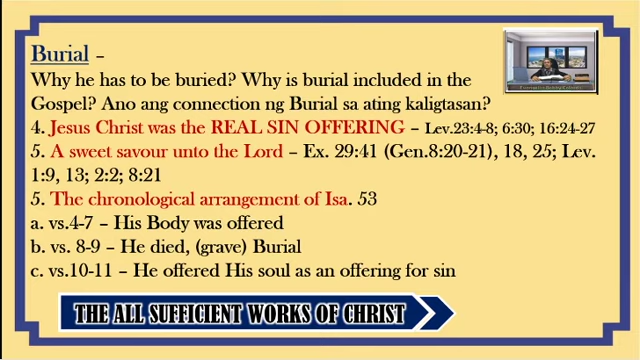 Burial –
Why he has to be buried? Why is burial included in the
Gospel? Ano ang connection ng Burial sa ating kaligtasan?
4. Jesus Christ was the REAL SIN OFFERING – Lev.23:4-8; 6:30; 16:24-27
5. A sweet savour unto the Lord – Ex. 29:41 (Gen.8:20-21), 18, 25; Lev.
1:9, 13; 2:2; 8:21
5. The chronological arrangement of Isa. 53
a. vs.4-7 – His Body was offered
b. vs. 8-9 – He died, (grave) Burial
c. vs.10-11 – He offered His soul as an offering for sin
THE ALL SUFFICIENT WORKS OF CHRIST